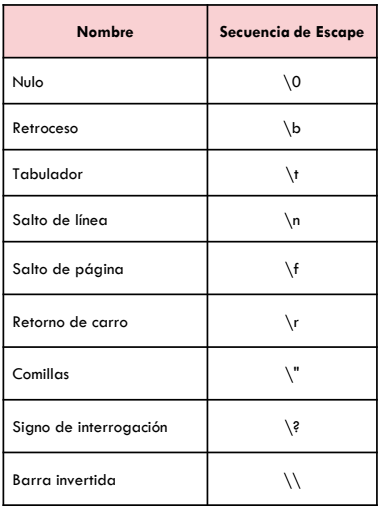 Nombre Secuencia de Escape
Nulo \0
Retroceso \b
Tabulador \t
Salto de línea \n
Salto de página \f
Retorno de carro \r
Comillas \"
Signo de interrogación \?
Barra invertida \\